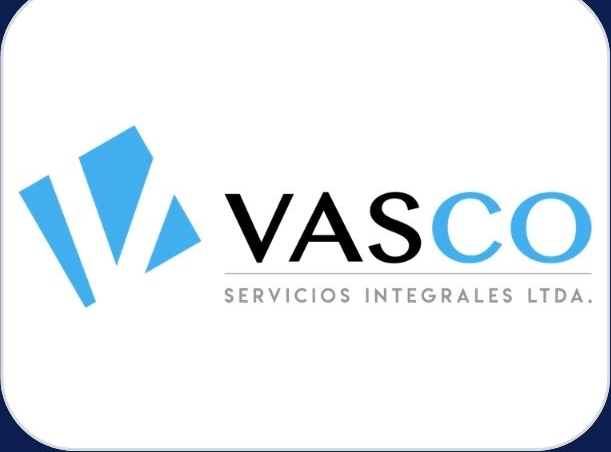 VASCO
SERVICIOS INTEGRALES LTDA.